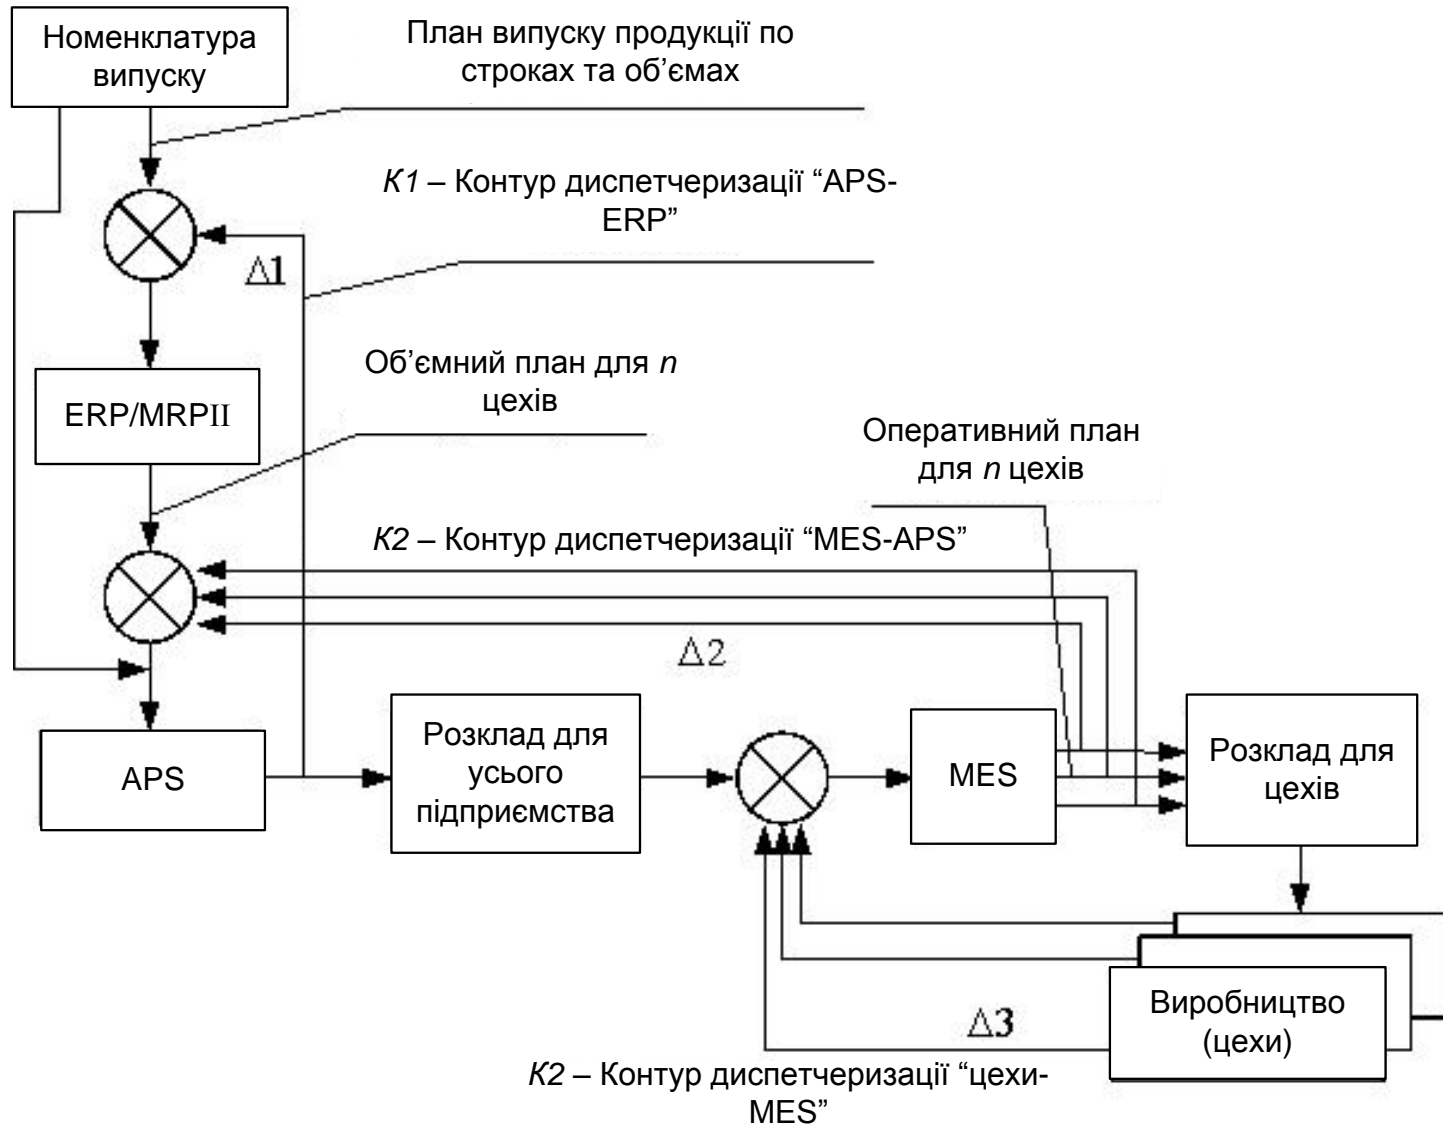 Номенклатура
випуску
План випуску продукції по
строках та об’ємах
К1 – Контур диспетчеризації “APS-
ERP”
Δ1
Об’ємний план для n
цехів
ERP/MRPII
Оперативний план
для n цехів
К2 – Контур диспетчеризації “MES-APS”
Δ2
APS
Розклад для
усього
підприємства
MES
Розклад для
цехів
Виробництво
(цехи)
Δ3
К2 – Контур диспетчеризації “цехи-
MES”